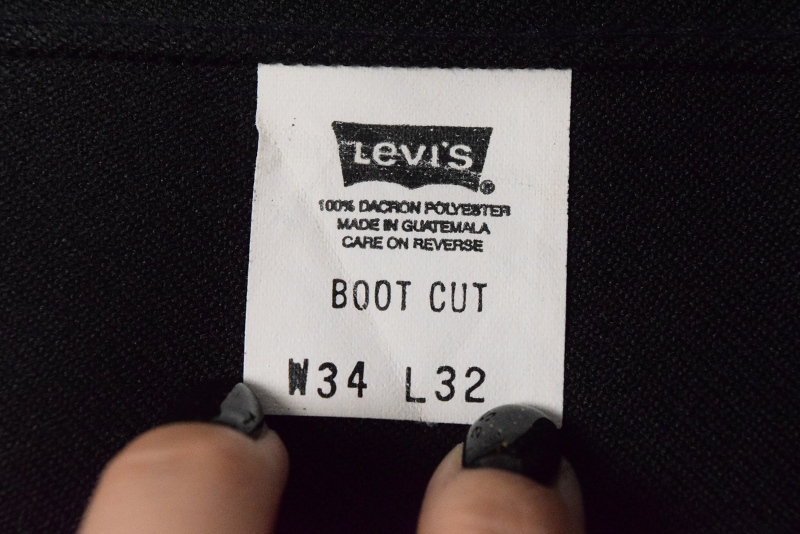 Levi's ®
100% DACRON POLYESTER
MADE IN GUATEMALA
CARE ON REVERSE
BOOT CUT
W34 L32